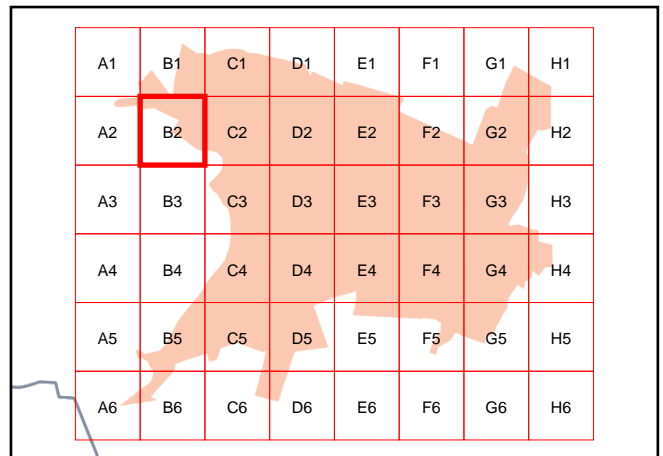 A1 B1 C1 D1 E1 F1 G1 H1
A2 B2 C2 D2 E2 F2 G2 H2
A3 B3 C3 D3 E3 F3 G3 H3
A4 B4 C4 D4 E4 F4 G4 H4
A5 B5 C5 D5 E5 F5 G5 H5
A6 B6 C6 D6 E6 F6 G6 H6